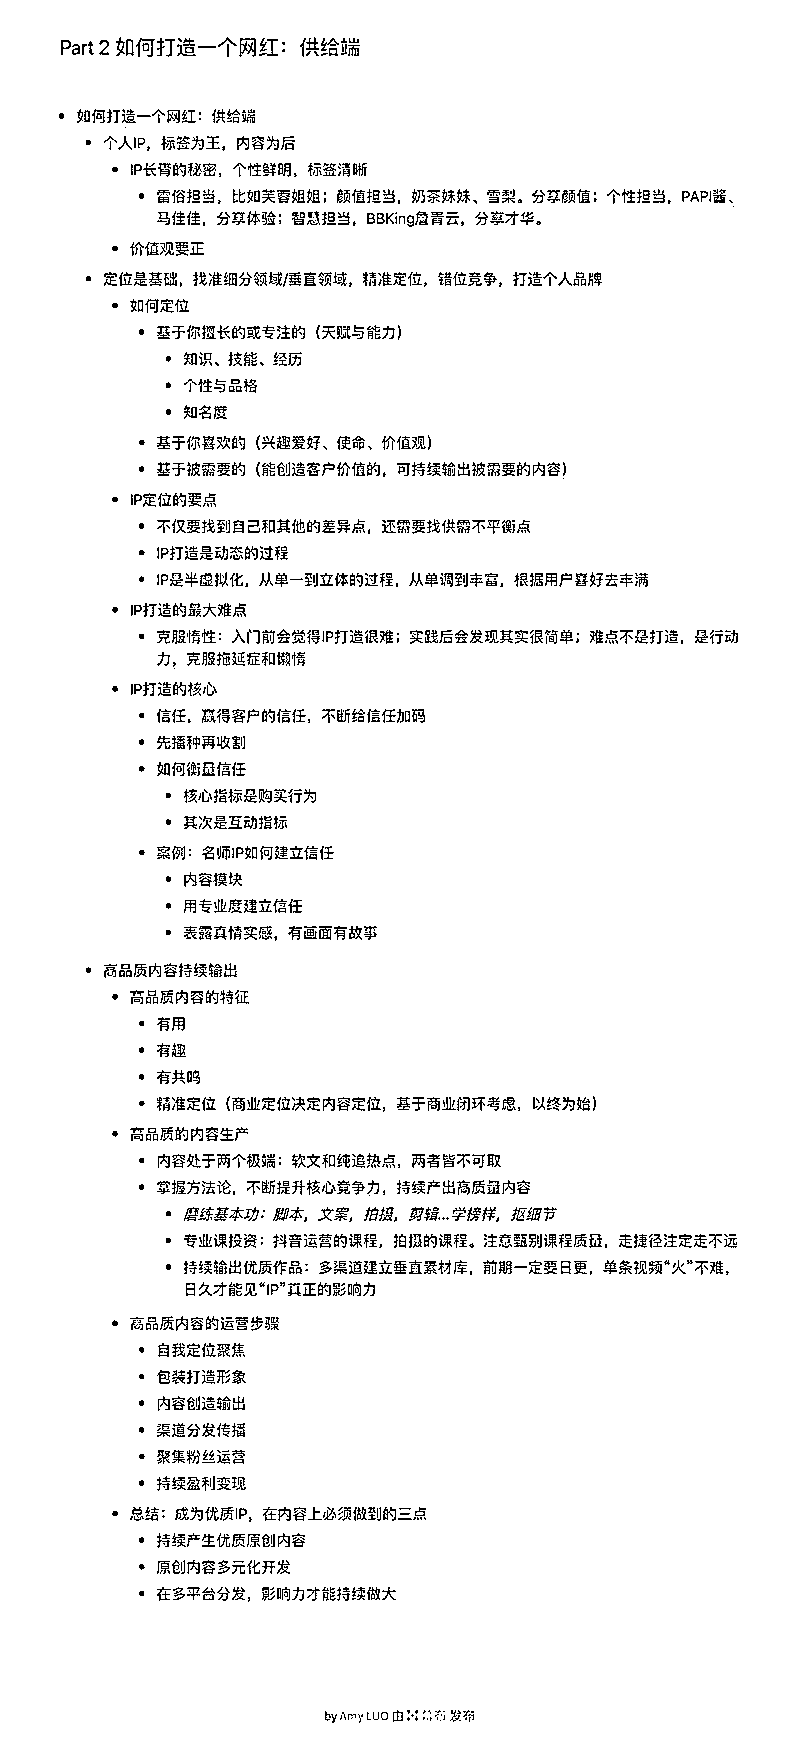 Part 2 如何打造一个网红：供给端
• 如何打造一个网红：供给端
• 个人IP，标签为王，内容为后
• IP长青的秘密，个性鲜明，标签清晰
• 雷俗担当，比如芙蓉姐姐；颜值担当，奶茶妹妹、雪梨。分享颜值；个性担当，PAPI酱、
马佳佳，分享体验；智慧担当，BBKing詹青云，分享才华。
• 价值观要正
• 定位是基础，找准细分领域/垂直领域，精准定位，错位竞争，打造个人品牌
• 如何定位
• 基于你擅长的或专注的（天赋与能力）
• 知识、技能、经历
• 个性与品格
• 知名度
• 基于你喜欢的（兴趣爱好、使命、价值观）
• 基于被需要的（能创造客户价值的，可持续输出被需要的内容）
• IP定位的要点
• 不仅要找到自己和其他的差异点，还需要找供需不平衡点
• IP打造是动态的过程
• IP是半虚拟化，从单一到立体的过程，从单调到丰富，根据用户喜好去丰满
• IP打造的最大难点
• 克服惰性：入门前会觉得IP打造很难；实践后会发现其实很简单；难点不是打造，是行动
力，克服拖延症和懒惰
• IP打造的核心
• 信任，赢得客户的信任，不断给信任加码
• 先播种再收割
• 如何衡量信任
• 核心指标是购买行为
• 其次是互动指标
• 案例：名师IP如何建立信任
• 内容模块
• 用专业度建立信任
• 表露真情实感，有画面有故事
• 高品质内容持续输出
• 高品质内容的特征
• 有用
• 有趣
• 有共鸣
• 精准定位（商业定位决定内容定位，基于商业闭环考虑，以终为始）
• 高品质的内容生产
• 内容处于两个极端：软文和纯追热点，两者皆不可取
• 掌握方法论，不断提升核心竞争力，持续产出高质量内容
• 磨练基本功：脚本，文案，拍摄，剪辑...学榜样，抠细节
• 专业课投资：抖音运营的课程，拍摄的课程。注意甄别课程质量，走捷径注定走不远
• 持续输出优质作品：多渠道建立垂直素材库，前期一定要日更，单条视频“火”不难，
日久才能见“IP”真正的影响力
• 高品质内容的运营步骤
• 自我定位聚焦
• 包装打造形象
• 内容创造输出
• 渠道分发传播
• 聚集粉丝运营
• 持续盈利变现
• 总结：成为优质IP，在内容上必须做到的三点
• 持续产生优质原创内容
• 原创内容多元化开发
• 在多平台分发，影响力才能持续做大
by Amy LUO 由 幕布 发布